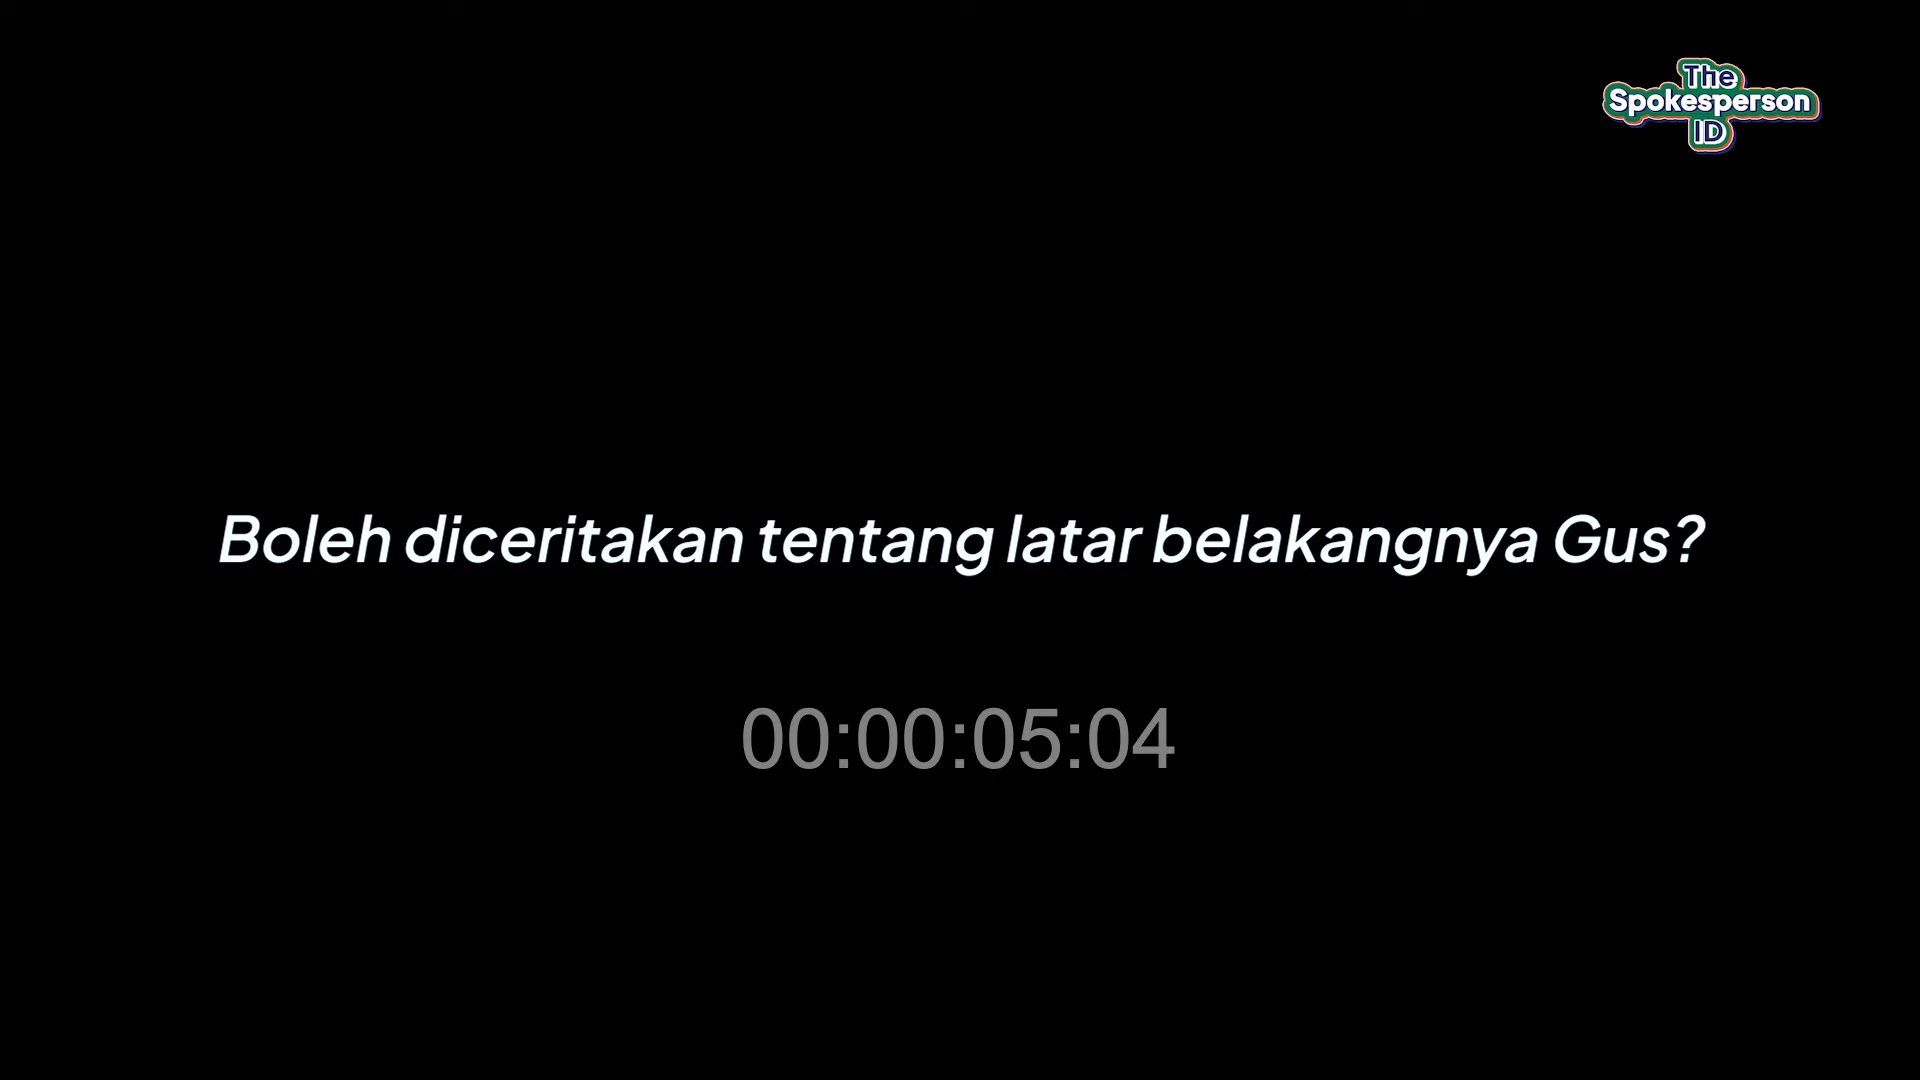 The
Spokesperson
ID
Boleh diceritakan tentang latar belakangnya Gus?
00:00:05:04